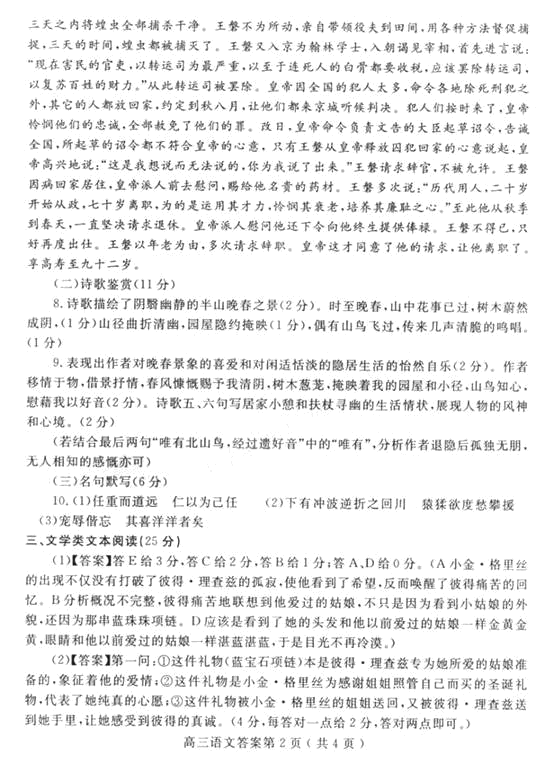 三天之内将蝗虫全部捕杀干净。王磐不为所动,亲自带领役夫到田间,用各种方法督促捕
捉,三天的时间,蝗虫都被捕灭了。王磐又入京为翰林学士,入朝谒见宰相,首先进言说:
“现在害民的官吏,以转运司为最严重,以至于连死人的白骨都要收税,应该罢除转运司,
以复苏百姓的财力。”从此转运司被罢除。皇帝因全国的犯人太多,命令各地除死刑犯之
外,其它的人都放回家,约定到秋八月,让他们都来京城听候判决。犯人们按时来了,皇帝
怜悯他们的忠诚,全部赦免了他们的罪。改日,皇帝命令负责文告的大臣起草诏令,告诫
全国,所起草的诏令都不符合皇帝的心意,只有王磐从皇帝释放囚犯回家的心意说起,皇
帝高兴地说:“这是我想说而无法说的,你为我说了出来。”王磐请求辞官,不被允许。王磐
因病回家居住,皇帝派人前去慰问,赐给他名贵的药材。王磐多次说:“历代用人,二十岁
开始从政,七十岁离职,为的是运用其才力,怜悯其衰老,培养其廉耻之心。”至此他从秋季
到春天,一直坚决请求退休。皇帝派人慰问他还下令向他终生提供俸禄。王磐不得已,只
好再度出仕。王磐以年老为由,多次请求辞职。皇帝这才同意了他的请求,让他离职了。
享高寿至九十二岁。
(二)诗歌鉴赏(11分)
8.诗歌描绘了阴翳幽静的半山晚春之景(2分)。时至晚春,山中花事已过,树木蔚然
成阴,(1分)山径曲折清幽,园屋隐约掩映(1分),偶有山鸟飞过,传来几声清脆的鸣唱。
(1分)
9.表现出作者对晚春景象的喜爱和对闲适恬淡的隐居生活的怡然自乐(2分)。作者
移情于物,借景抒情,春风慷慨赐予我清阴,树木葱茏,掩映着我的园屋和小径,山鸟知心,
慰藉我以好音(2分)。诗歌五、六句写居家小憩和扶杖寻幽的生活情状,展现人物的风神
和心境。(2分)
(若结合最后两句“唯有北山鸟,经过遗好音”中的“唯有”,分析作者退隐后孤独无朋,
无人相知的感慨亦可)
(三)名句默写(6分)
10.(1)任重而道远 仁以为己任 (2)下有冲波逆折之回川 猿猱欲度愁攀援
(3)宠辱偕忘 其喜洋洋者矣
三、文学类文本阅读(25分)
(1)【答案】答E给3分,答C给2分,答B给1分;答A、D给0分。(A小金·格里丝
的出现不仅没有打破了彼得·理查兹的孤寂,使他看到了希望,反而唤醒了彼得痛苦的回
忆。B分析概况不完整,彼得痛苦地联想到他爱过的姑娘,不只是因为看到小姑娘的外
貌,还因为那串蓝珠珠项链。D应该是看到了她的头发和他以前爱过的姑娘一样金黄金
黄,眼睛和他以前爱过的姑娘一样湛蓝湛蓝,于是目光不再冷漠。)
(2)【答案】第一问:①这件礼物(蓝宝石项链)本是彼得·理查兹专为她所爱的姑娘准
备的,象征着他的爱情;②这件礼物是小金·格里丝为感谢姐姐照管自己而买的圣诞礼
物,代表了她纯真的心愿;③这件礼物被小金·格里丝的姐姐送回,又被彼得·理查兹送
到她手里,让她感受到彼得的真诚。(4分,每答对一点给2分,答对两点即可。)
高三语文答案第2页(共4页)